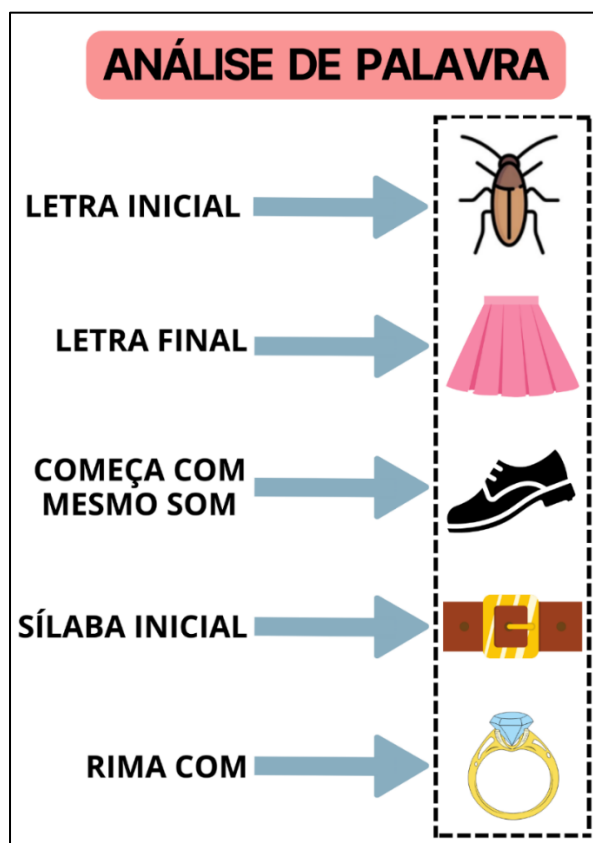 ANÁLISE DE PALAVRA
LETRA INICIAL
LETRA FINAL
COMEÇA COM
MESMO SOM
SÍLABA INICIAL
RIMA COM